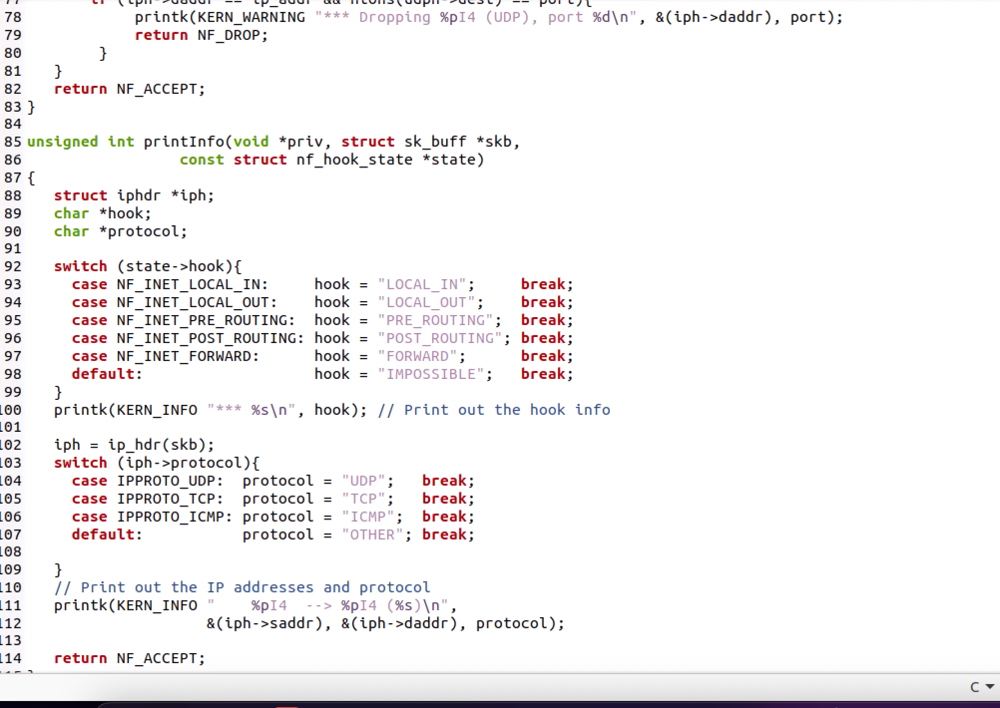 78             printk(KERN_WARNING "*** Dropping %pI4 (UDP), port %d\n", &(iph->daddr), port);
79             return NF_DROP;
80         }
81    }
82    return NF_ACCEPT;
83 }
84
85 unsigned int printInfo(void *priv, struct sk_buff *skb,
86                  const struct nf_hook_state *state)
87 {
88    struct iphdr *iph;
89    char *hook;
90    char *protocol;
91
92    switch (state->hook){
93      case NF_INET_LOCAL_IN:     hook = "LOCAL_IN";     break;
94      case NF_INET_LOCAL_OUT:    hook = "LOCAL_OUT";    break;
95      case NF_INET_PRE_ROUTING:  hook = "PRE_ROUTING";  break;
96      case NF_INET_POST_ROUTING: hook = "POST_ROUTING"; break;
97      case NF_INET_FORWARD:      hook = "FORWARD";      break;
98      default:                   hook = "IMPOSSIBLE";   break;
99    }
100   printk(KERN_INFO "*** %s\n", hook); // Print out the hook info
101
102   iph = ip_hdr(skb);
103   switch (iph->protocol){
104     case IPPROTO_UDP:  protocol = "UDP";   break;
105     case IPPROTO_TCP:  protocol = "TCP";   break;
106     case IPPROTO_ICMP: protocol = "ICMP";  break;
107     default:           protocol = "OTHER"; break;
108
109   }
110   // Print out the IP addresses and protocol
111   printk(KERN_INFO "    %pI4  --> %pI4 (%s)\n",
112                    &(iph->saddr), &(iph->daddr), protocol);
113
114   return NF_ACCEPT;
C